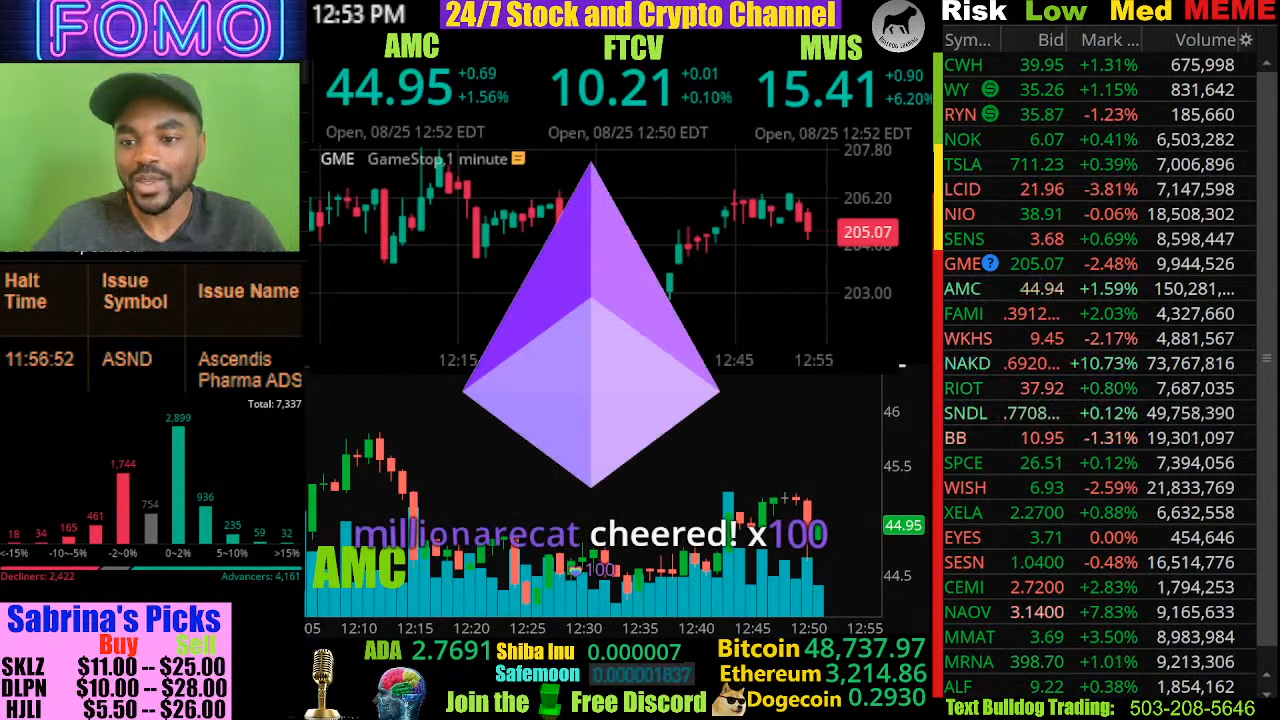 FOMO
12:53 PM
24/7 Stock and Crypto Channel
BULLDOG TRADING
Risk Low Med MEME
AMC
44.95 +0.69 +1.56%
Open, 08/25 12:52 EDT
FTCV
10.21 +0.01 +0.10%
Open, 08/25 12:50 EDT
MVIS
15.41 +0.90 +6.20%
Open, 08/25 12:52 EDT
GME GameStop,1 minute
207.80
206.20
205.07
203.00
12:15 12:45 12:55
Halt Time Issue Symbol Issue Name
11:56:52 ASND Ascendis Pharma ADS
Total: 7,337
18 34 165 461 1,744 754 2,899 936 235 59 32
<-15% -10~-5% -2~0% 0~2% 5~10% >15%
Decliners: 2,422 Advancers: 4,161
46
45.5
44.95
44.5
millionarecat cheered! x100
100
AMC
:05 12:10 12:15 12:20 12:25 12:30 12:35 12:40 12:45 12:50 12:55
Sabrina's Picks
Buy Sell
SKLZ $11.00 -- $25.00
DLPN $10.00 -- $28.00
HJLI $5.50 -- $26.00
ADA 2.7691 Shiba Inu 0.000007
Safemoon 0.000001837
Join the Free Discord
Bitcoin 48,737.97
Ethereum 3,214.86
Dogecoin 0.2930
Sym... Bid Mark ... Volume
CWH 39.95 +1.31% 675,998
WY 35.26 +1.15% 831,642
RYN 35.87 -1.23% 185,660
NOK 6.07 +0.41% 6,503,282
TSLA 711.23 +0.39% 7,006,896
LCID 21.96 -3.81% 7,147,598
NIO 38.91 -0.06% 18,508,302
SENS 3.68 +0.69% 8,598,447
GME 205.07 -2.48% 9,944,526
AMC 44.94 +1.59% 150,281,...
FAMI .3912... +2.03% 4,327,660
WKHS 9.45 -2.17% 4,881,567
NAKD .6920... +10.73% 73,767,816
RIOT 37.92 +0.80% 7,687,035
SNDL .7708... +0.12% 49,758,390
BB 10.95 -1.31% 19,301,097
SPCE 26.51 +0.12% 7,394,056
WISH 6.93 -2.59% 21,833,769
XELA 2.2700 +0.88% 6,632,558
EYES 3.71 0.00% 454,646
SESN 1.0400 -0.48% 16,514,776
CEMI 2.7200 +2.83% 1,794,253
NAOV 3.1400 +7.83% 9,165,633
MMAT 3.69 +3.50% 8,983,984
MRNA 398.70 +1.01% 9,213,306
ALF 9.22 +0.38% 1,854,162
Text Bulldog Trading: 503-208-5646